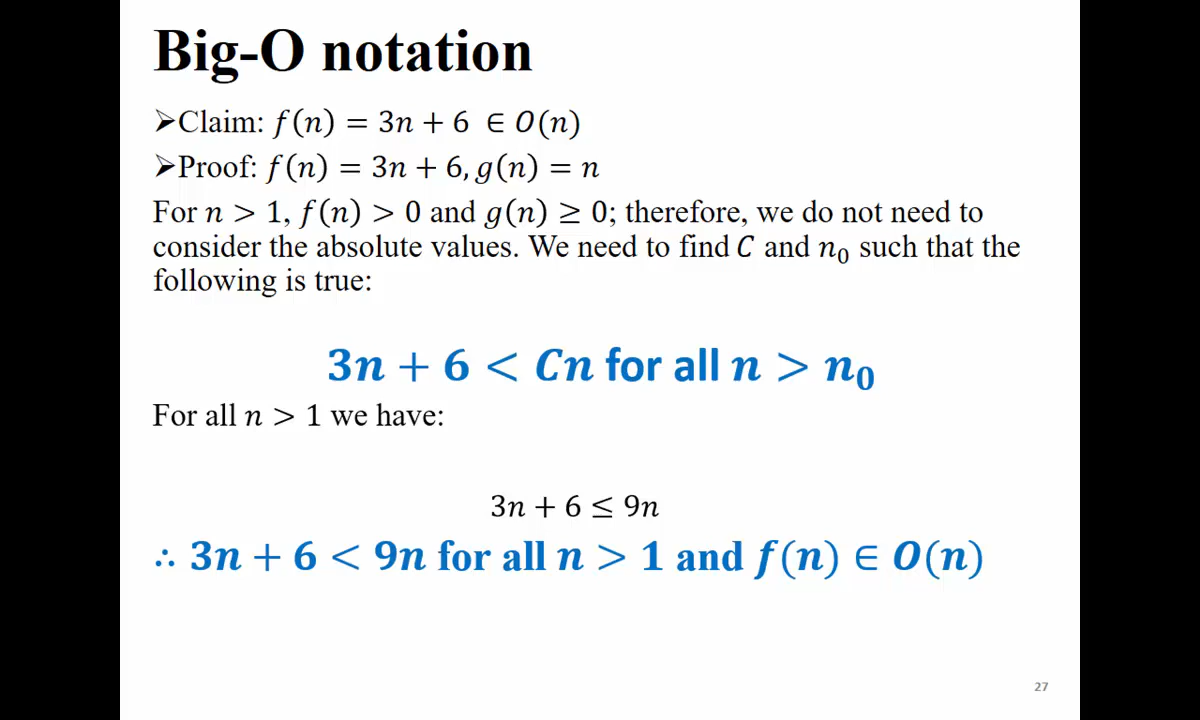 Big-O notation
➢Claim: f(n) = 3n + 6 ∈ O(n)
➢Proof: f(n) = 3n + 6, g(n) = n
For n > 1, f(n) > 0 and g(n) ≥ 0; therefore, we do not need to
consider the absolute values. We need to find C and n₀ such that the
following is true:
3n + 6 < Cn for all n > n₀
For all n > 1 we have:
3n + 6 ≤ 9n
∴ 3n + 6 < 9n for all n > 1 and f(n) ∈ O(n)
27